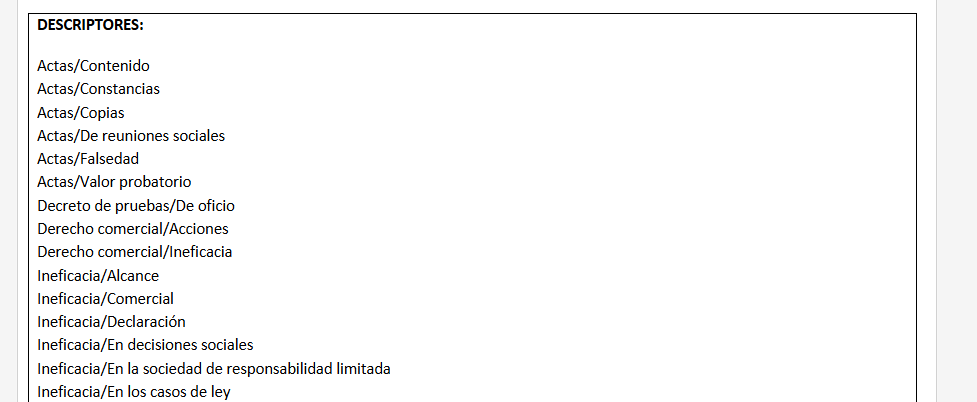 DESCRIPTORES:
Actas/Contenido
Actas/Constancias
Actas/Copias
Actas/De reuniones sociales
Actas/Falsedad
Actas/Valor probatorio
Decreto de pruebas/De oficio
Derecho comercial/Acciones
Derecho comercial/Ineficacia
Ineficacia/Alcance
Ineficacia/Comercial
Ineficacia/Declaración
Ineficacia/En decisiones sociales
Ineficacia/En la sociedad de responsabilidad limitada
Ineficacia/En los casos de ley